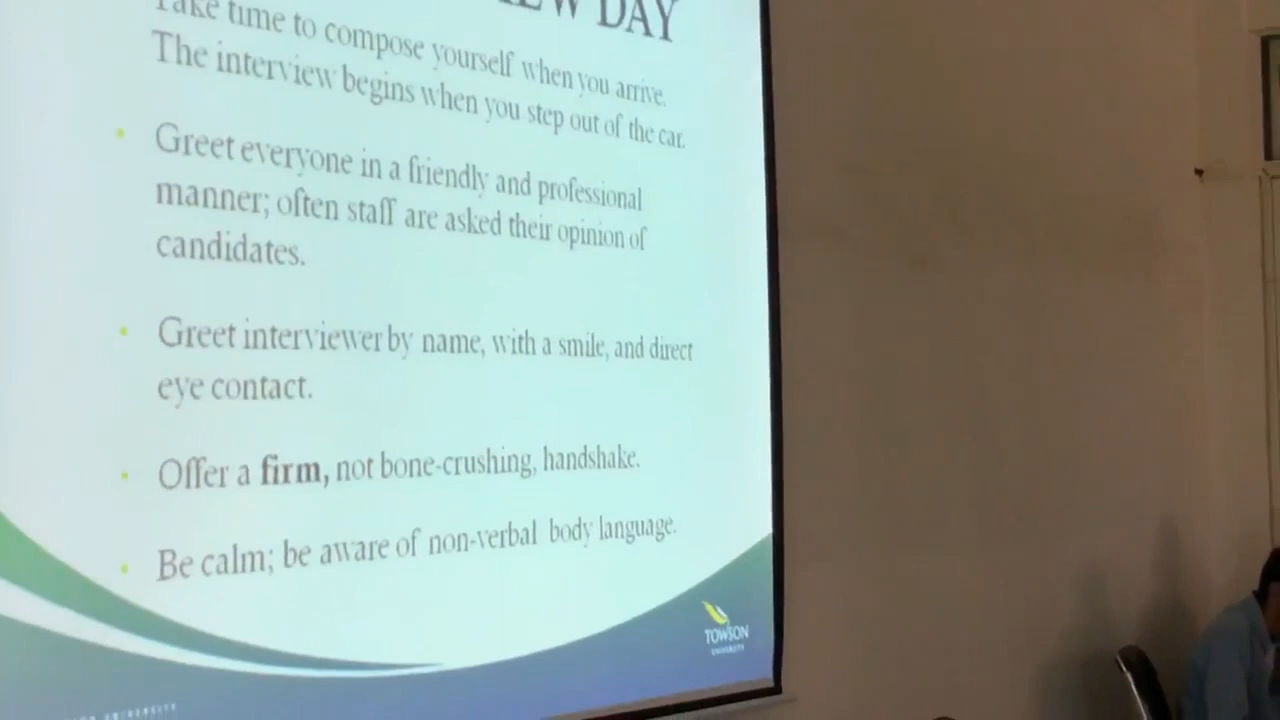 DAY
Take time to compose yourself when you arrive.
The interview begins when you step out of the car.
Greet everyone in a friendly and professional
manner; often staff are asked their opinion of
candidates.
Greet interviewer by name, with a smile, and direct
eye contact.
Offer a firm, not bone-crushing, handshake.
Be calm; be aware of non-verbal body language.
TOWSON
UNIVERSITY
UNIVERSITY